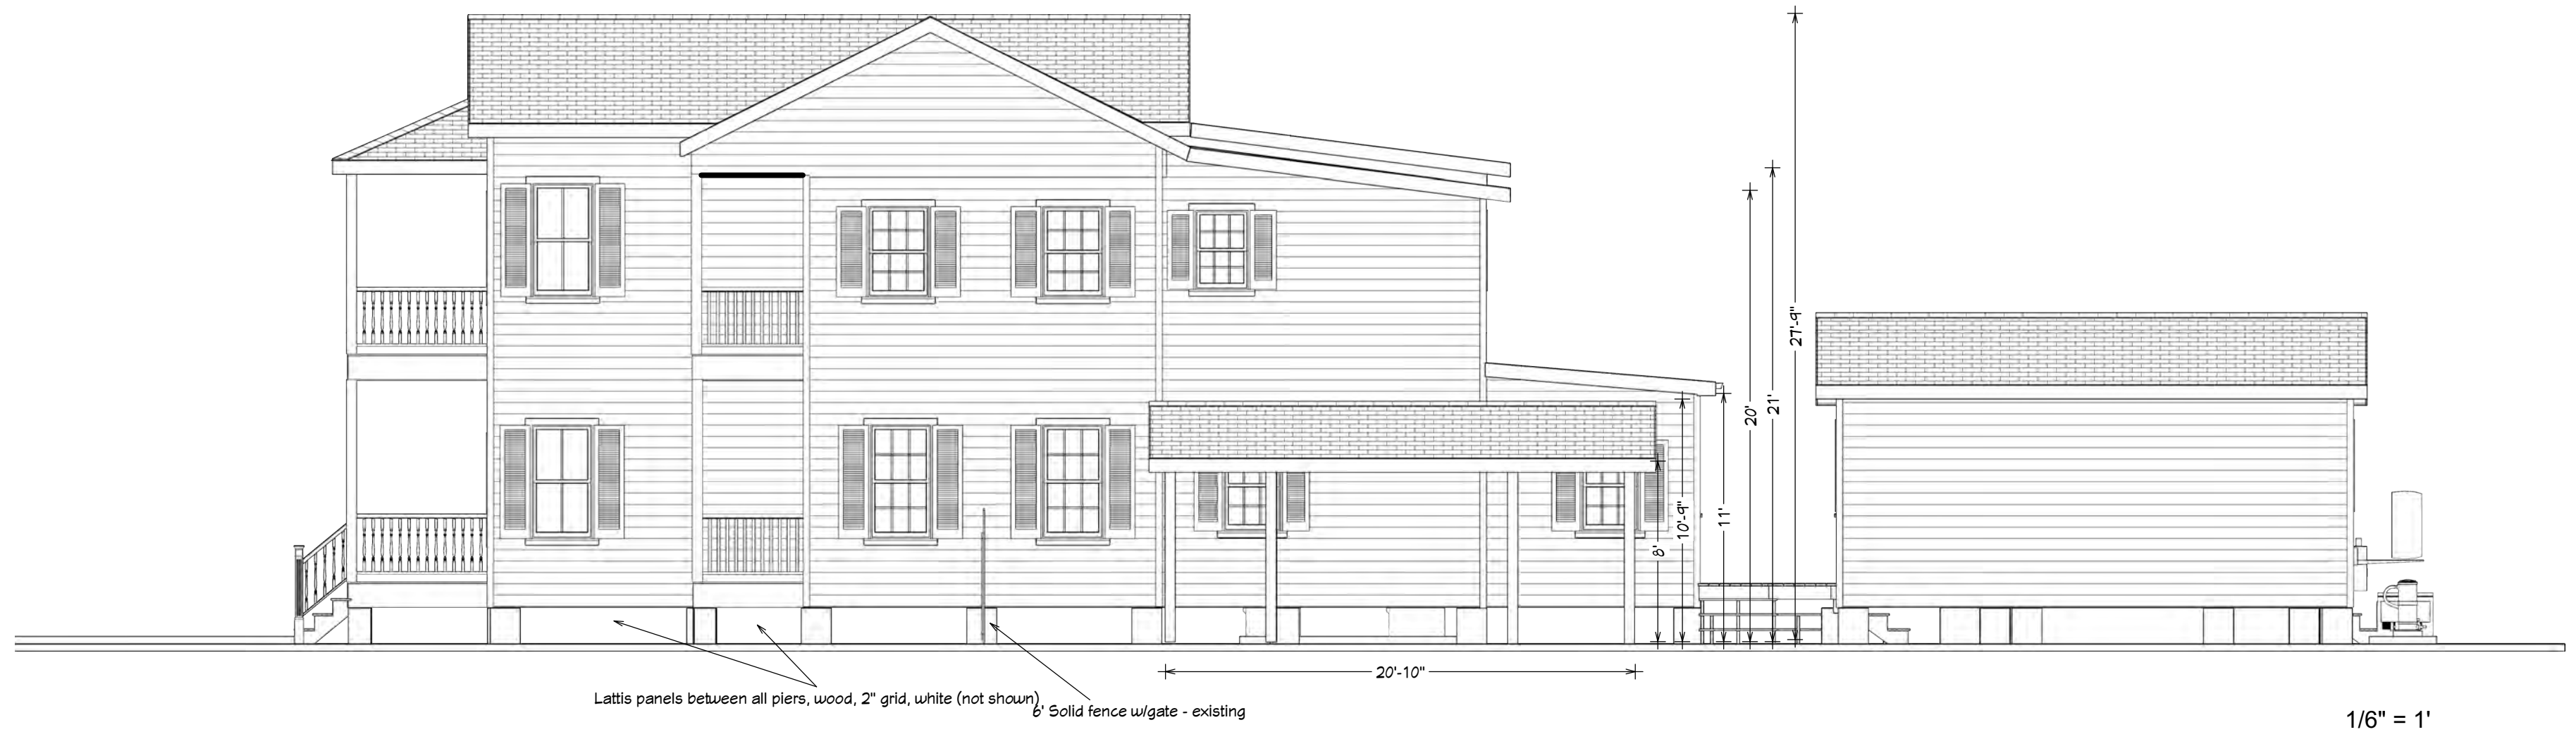 27'-9"
21'
20'
11'
10'-9"
8'
20'-10"
Lattis panels between all piers, wood, 2" grid, white (not shown)
6' Solid fence w/gate - existing
1/6" = 1'